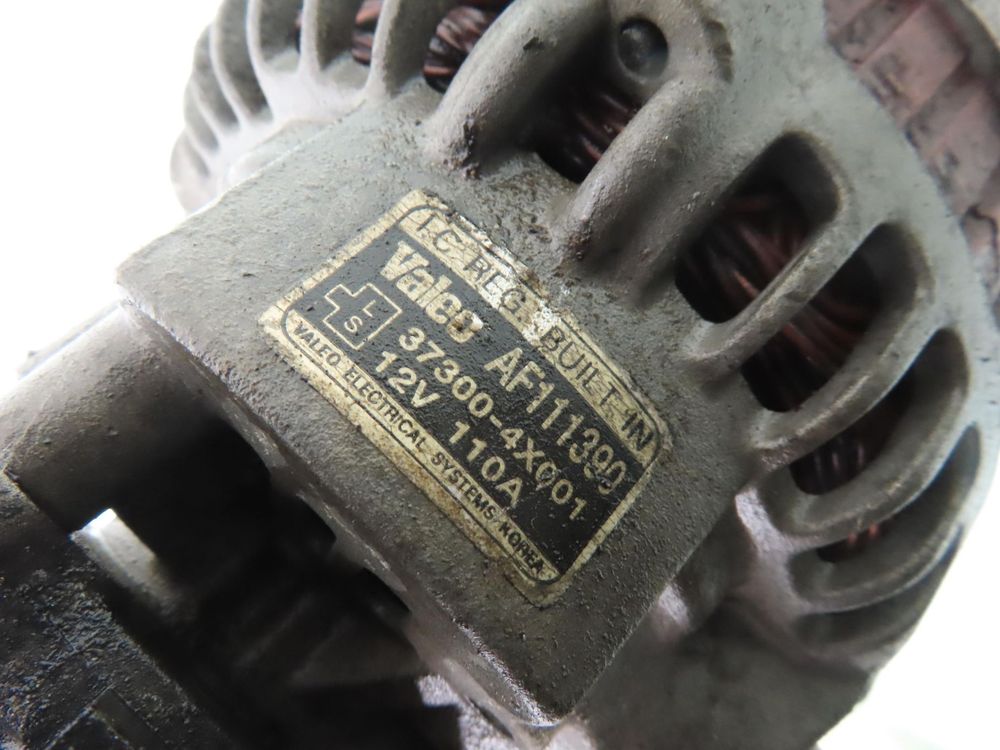 I.C REG. BUILT IN
Valeo AF111390
L
S
37300-4X001
12V 110A
VALEO ELECTRICAL SYSTEMS KOREA